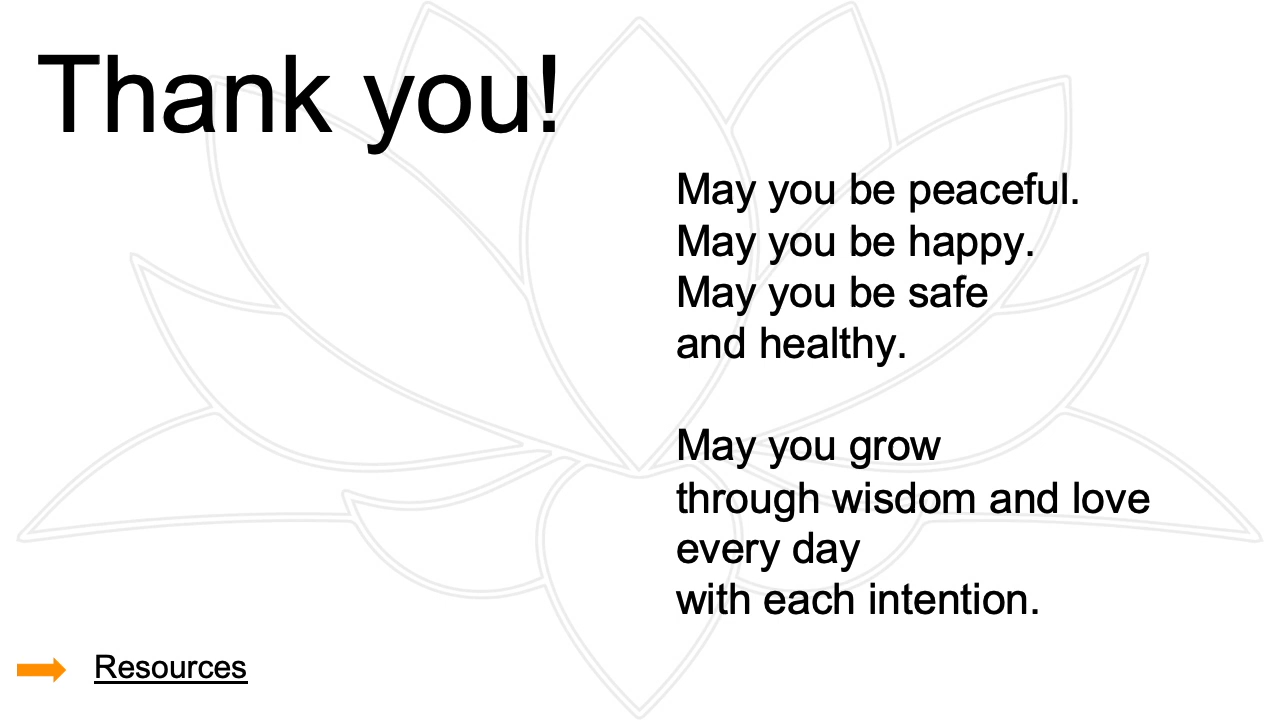 Thank you!
May you be peaceful.
May you be happy.
May you be safe
and healthy.
May you grow
through wisdom and love
every day
with each intention.
Resources